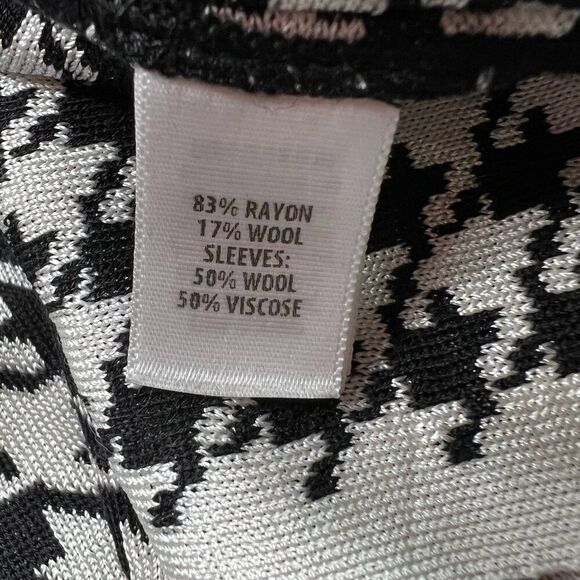 83% RAYON
17% WOOL
SLEEVES:
50% WOOL
50% VISCOSE